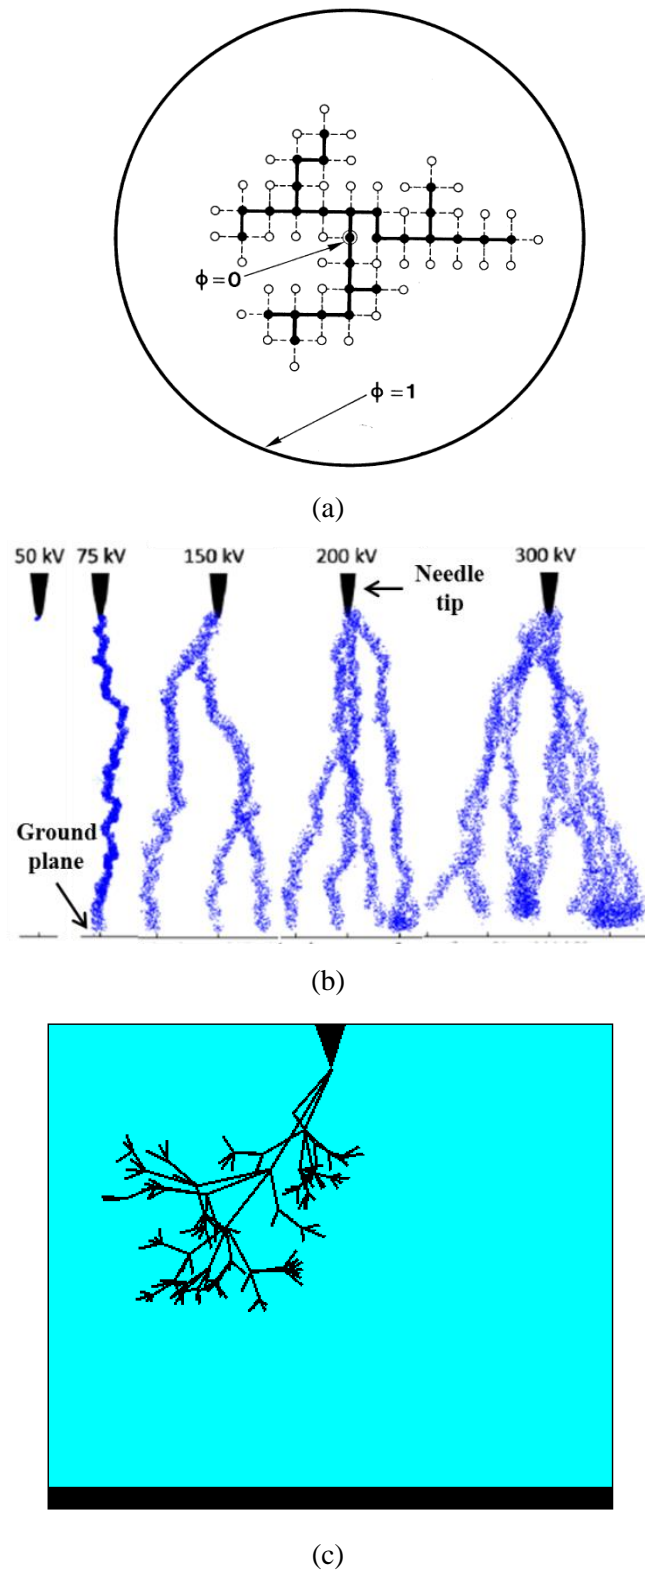 ϕ=0
ϕ=1
(a)
50 kV 75 kV 150 kV 200 kV 300 kV
Needle
tip
Ground
plane
(b)
(c)